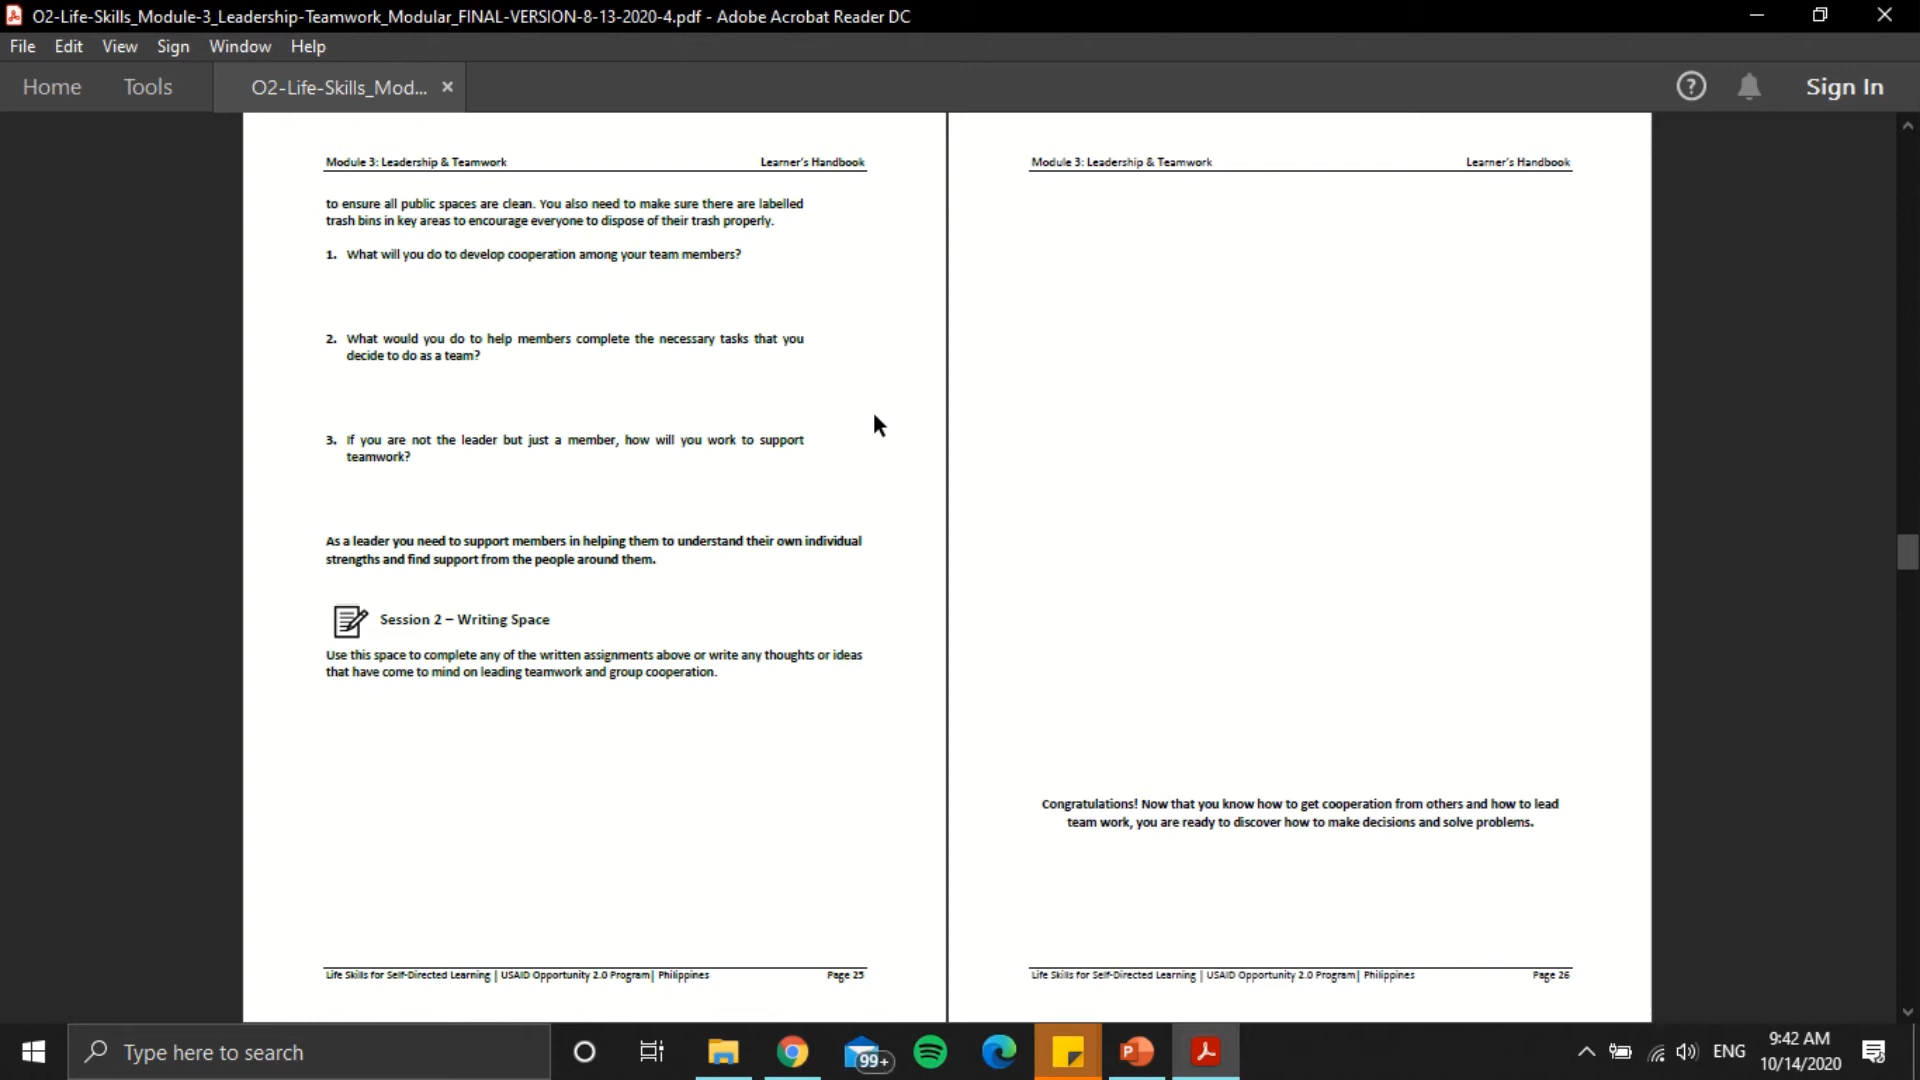 O2-Life-Skills_Module-3_Leadership-Teamwork_Modular_FINAL-VERSION-8-13-2020-4.pdf - Adobe Acrobat Reader DC
File Edit View Sign Window Help
Home Tools O2-Life-Skills_Mod... × ? Sign In
Module 3: Leadership & Teamwork Learner's Handbook
to ensure all public spaces are clean. You also need to make sure there are labelled
trash bins in key areas to encourage everyone to dispose of their trash properly.
1. What will you do to develop cooperation among your team members?
2. What would you do to help members complete the necessary tasks that you
decide to do as a team?
3. If you are not the leader but just a member, how will you work to support
teamwork?
As a leader you need to support members in helping them to understand their own individual
strengths and find support from the people around them.
Session 2 – Writing Space
Use this space to complete any of the written assignments above or write any thoughts or ideas
that have come to mind on leading teamwork and group cooperation.
Life Skills for Self-Directed Learning | USAID Opportunity 2.0 Program| Philippines Page 25
Module 3: Leadership & Teamwork Learner's Handbook
Congratulations! Now that you know how to get cooperation from others and how to lead
team work, you are ready to discover how to make decisions and solve problems.
Life Skills for Self-Directed Learning | USAID Opportunity 2.0 Program| Philippines Page 26
Type here to search
99+
P
ENG
9:42 AM
10/14/2020